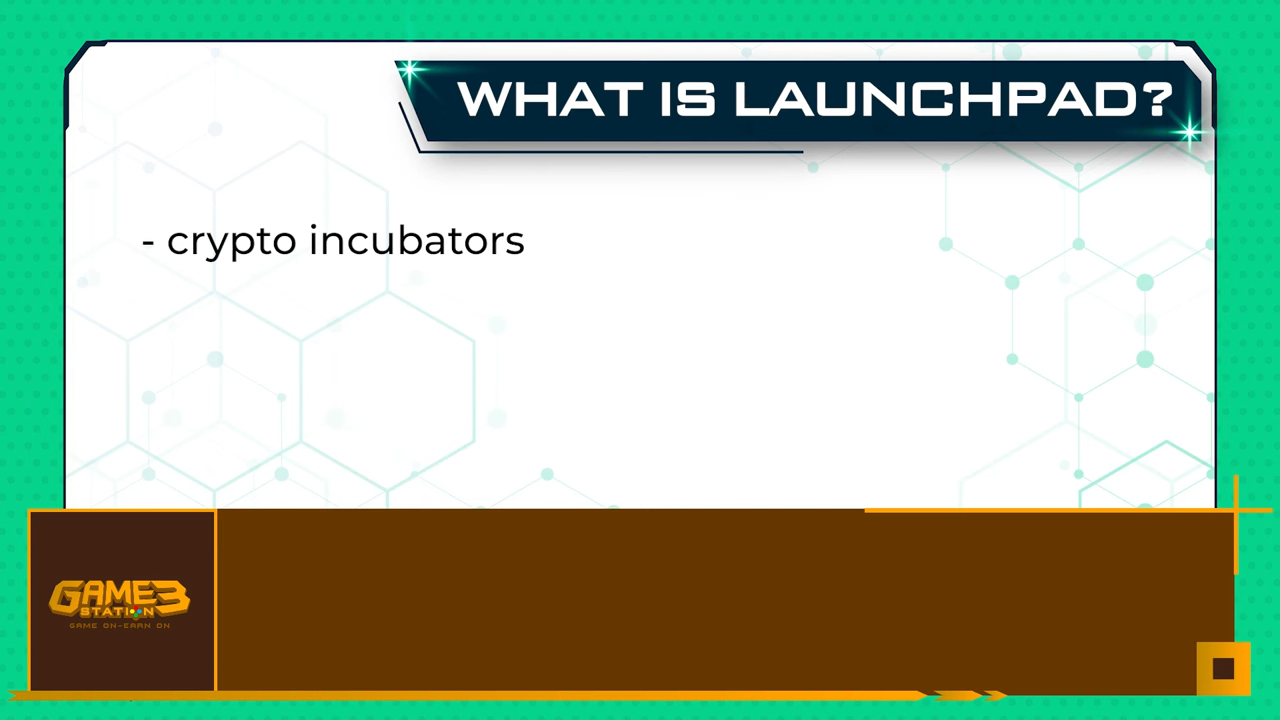 WHAT IS LAUNCHPAD?
- crypto incubators
GAME3
STATION
GAME ON-EARN ON